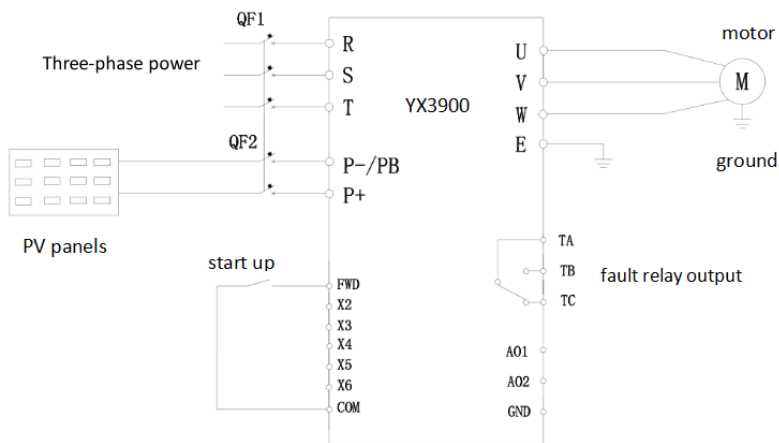 QF1
R
U
motor
Three-phase power
S
V
M
T
YX3900
W
QF2
E
P-/PB
ground
P+
PV panels
TA
start up
TB
fault relay output
FWD
TC
X2
X3
X4
AO1
X5
X6
AO2
COM
GND